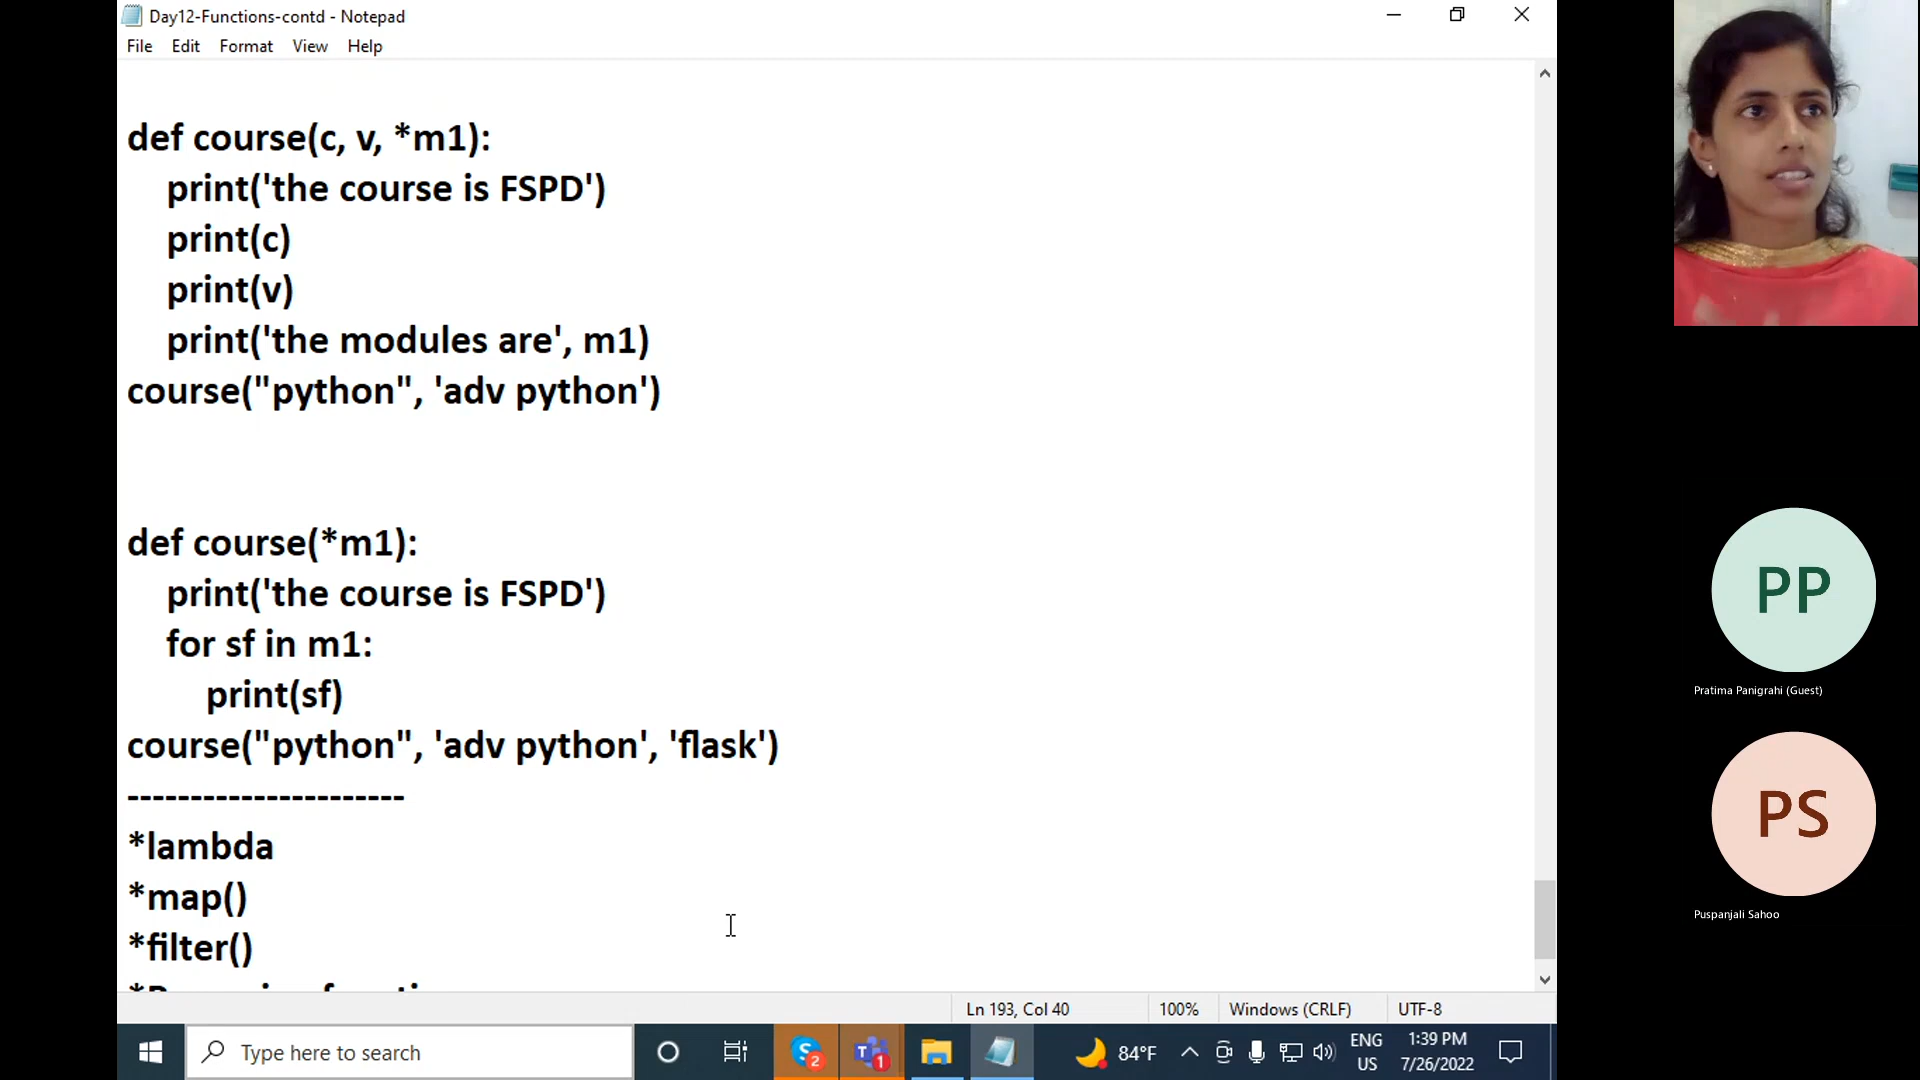 Day12-Functions-contd - Notepad
File Edit Format View Help
def course(c, v, *m1):
print('the course is FSPD')
print(c)
print(v)
print('the modules are', m1)
course("python", 'adv python')
def course(*m1):
print('the course is FSPD')
for sf in m1:
print(sf)
course("python", 'adv python', 'flask')
----------------------
*lambda
*map()
*filter()
Ln 193, Col 40 100% Windows (CRLF) UTF-8
Type here to search
S 2
T 1
84°F
ENG
US
1:39 PM
7/26/2022
PP
Pratima Panigrahi (Guest)
PS
Puspanjali Sahoo